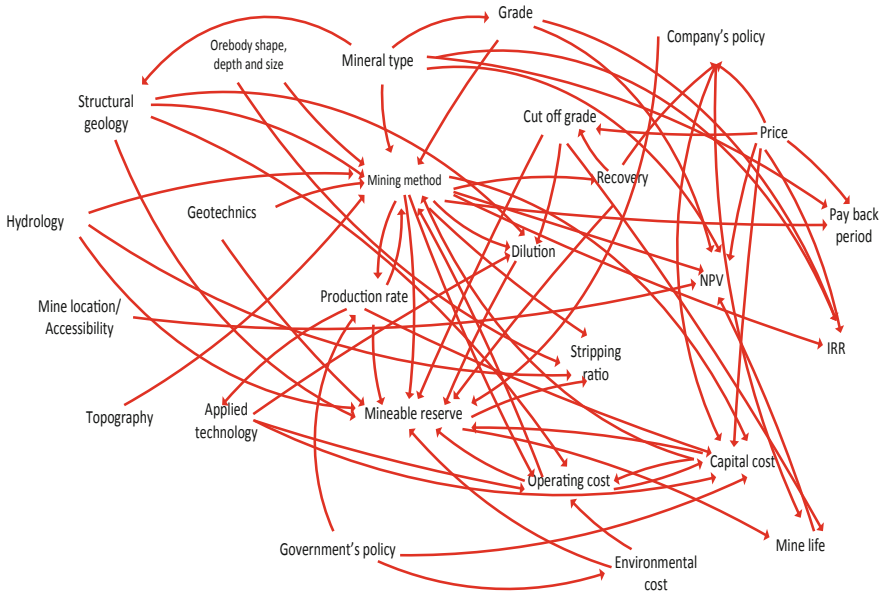 Grade
Company's policy
Orebody shape,
depth and size
Mineral type
Structural
geology
Cut off grade
Price
Mining method
Recovery
Hydrology
Geotechnics
Pay back
period
Dilution
NPV
Production rate
Mine location/
Accessibility
IRR
Stripping
ratio
Topography
Applied
technology
Mineable reserve
Capital cost
Operating cost
Government's policy
Mine life
Environmental
cost